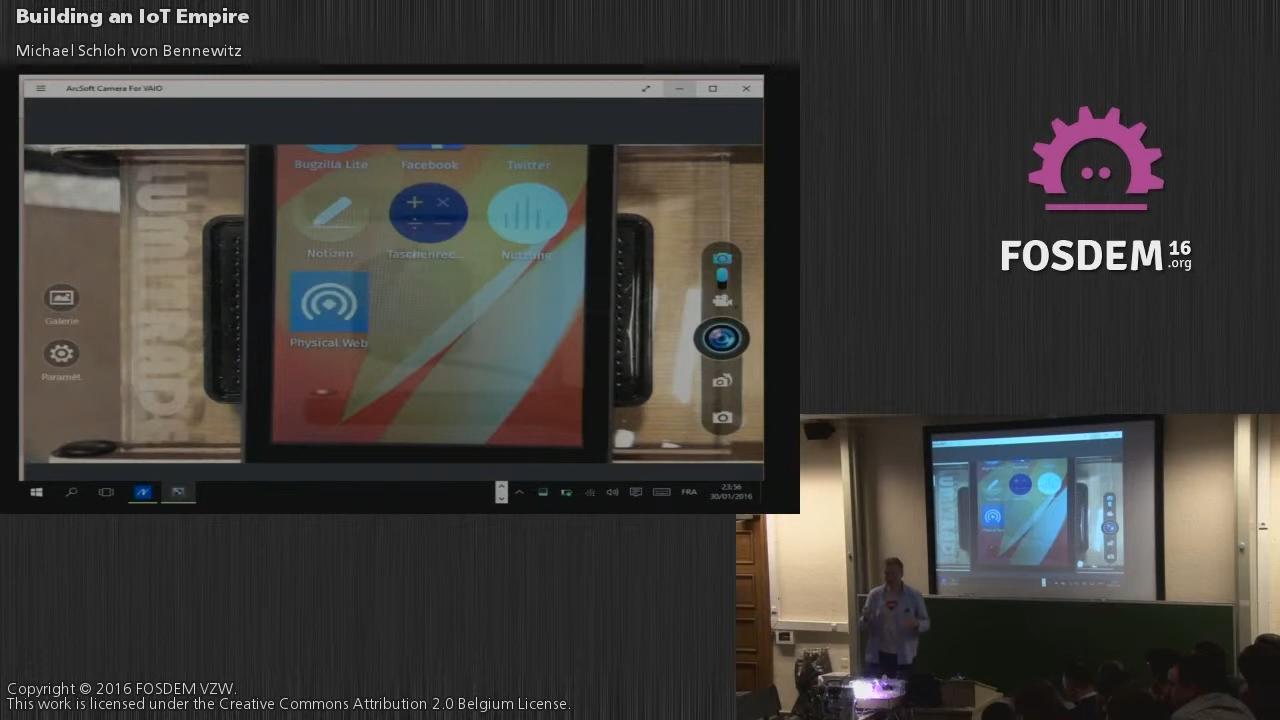 Building an IoT Empire
Michael Schloh von Bennewitz
ArcSoft Camera For VAIO
Bugzilla Lite
Facebook
Twitter
Notizen
Taschenrec...
Nutzung
Physical Web
Galerie
Paramèt.
FRA
23:56
30/01/2016
FOSDEM 16
.org
Copyright © 2016 FOSDEM VZW.
This work is licensed under the Creative Commons Attribution 2.0 Belgium License.